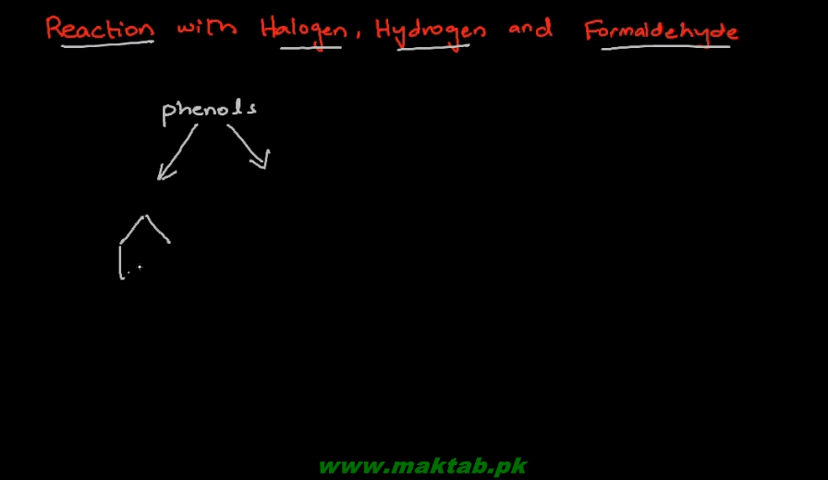 Reaction with Halogen, Hydrogen and Formaldehyde
phenols
www.maktab.pk